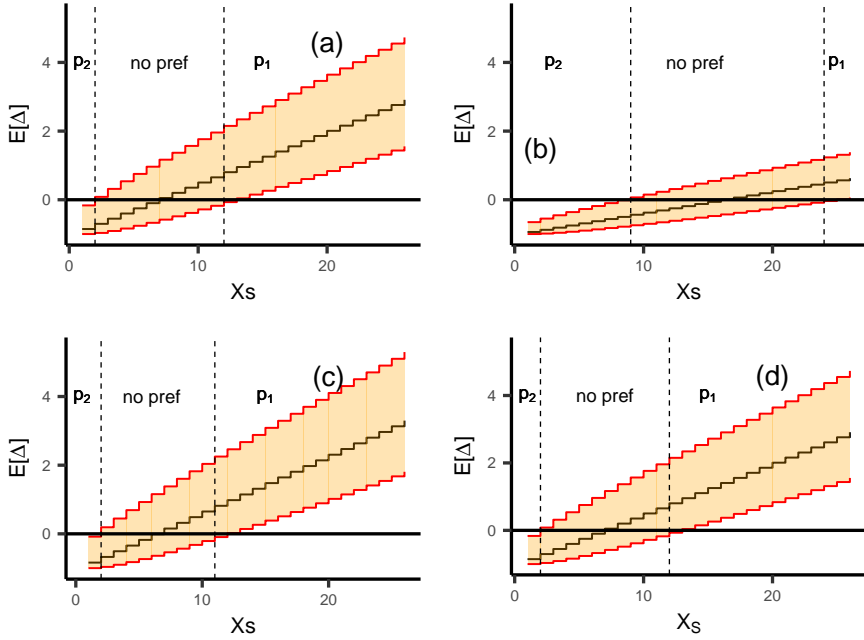 (a)
p2 no pref p1
4
2
0
E[Δ]
0 10 20
Xs
p2 no pref p1
(b)
4
2
0
E[Δ]
0 10 20
Xs
(c)
p2 no pref p1
4
2
0
E[Δ]
0 10 20
Xs
(d)
p2 no pref p1
4
2
0
E[Δ]
0 10 20
XS